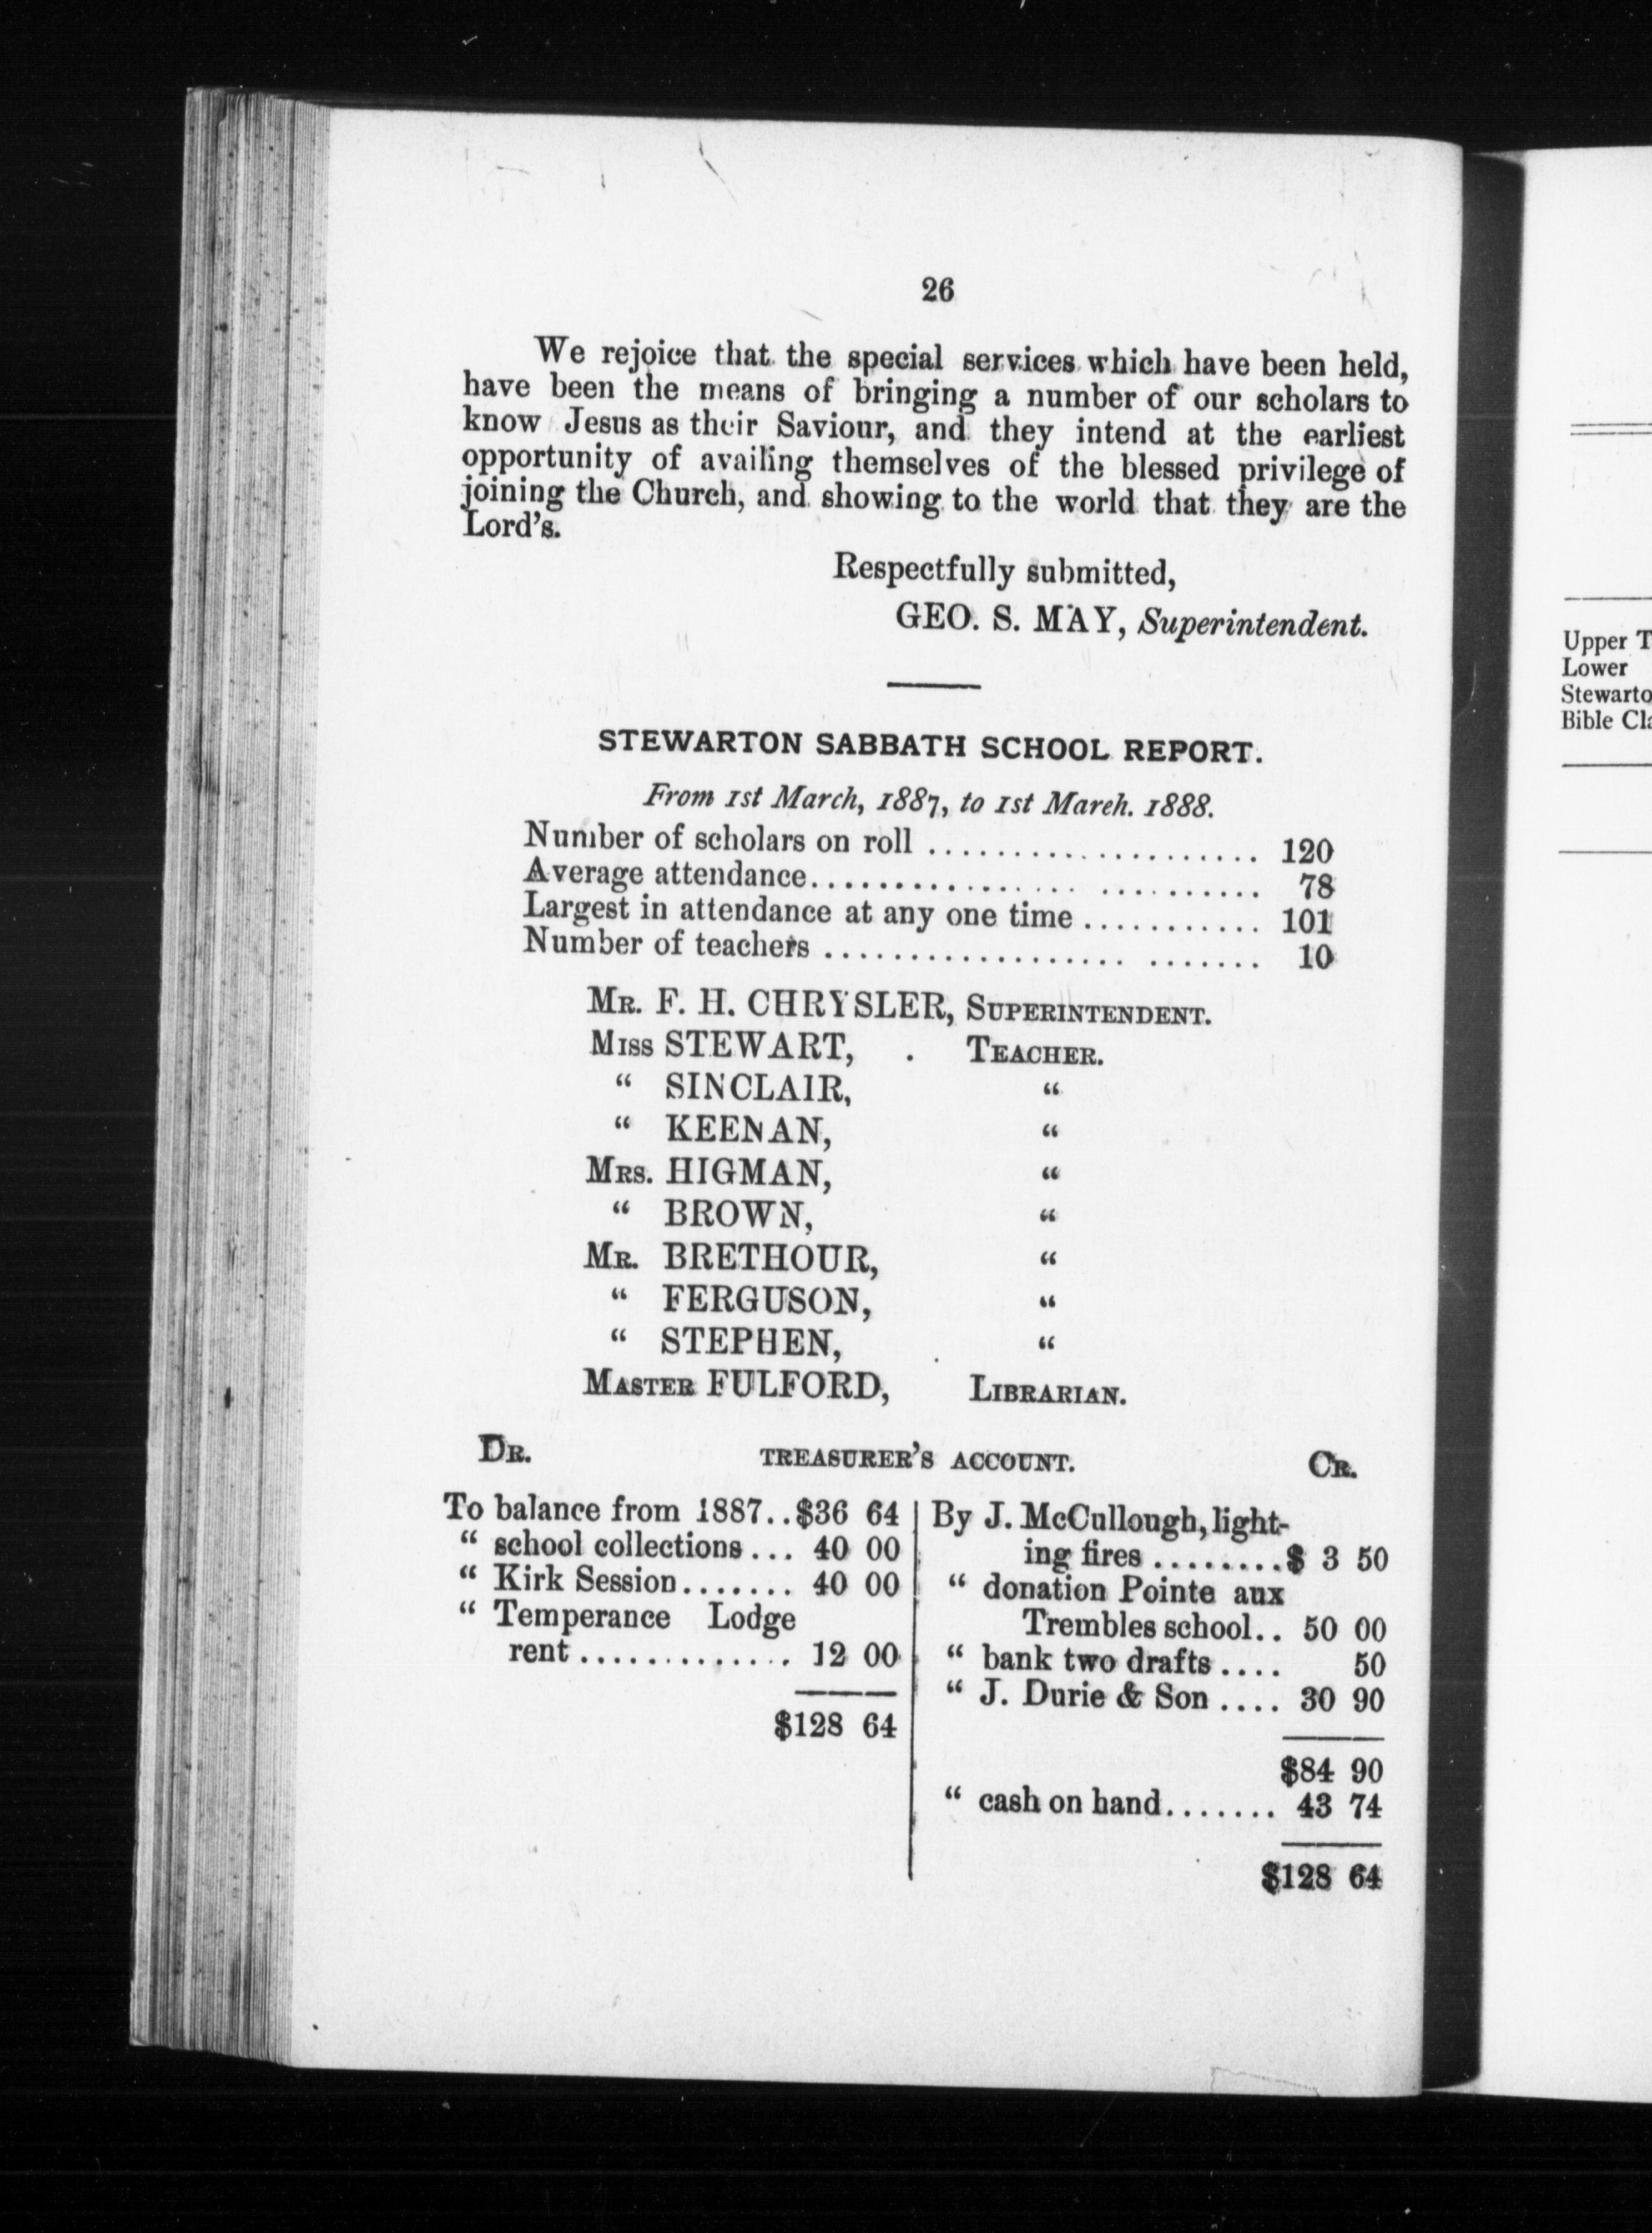 26
We rejoice that the special services which have been held,
have been the means of bringing a number of our scholars to
know Jesus as their Saviour, and they intend at the earliest
opportunity of availing themselves of the blessed privilege of
joining the Church, and showing to the world that they are the
Lord's.
Respectfully submitted,
GEO. S. MAY, Superintendent.
STEWARTON SABBATH SCHOOL REPORT.
From 1st March, 1887, to 1st Mareh. 1888.
Number of scholars on roll .................... 120
Average attendance.............................. 78
Largest in attendance at any one time ............ 101
Number of teachers ............................. 10
MR. F. H. CHRYSLER, SUPERINTENDENT.
MISS STEWART, . TEACHER.
“ SINCLAIR, “
“ KEENAN, “
MRS. HIGMAN, “
“ BROWN, “
MR. BRETHOUR, “
“ FERGUSON, “
“ STEPHEN, “
MASTER FULFORD, LIBRARIAN.
DR. TREASURER'S ACCOUNT. CR.
To balance from 1887..$36 64
“ school collections... 40 00
“ Kirk Session....... 40 00
“ Temperance Lodge
rent ............. 12 00
$128 64
By J. McCullough, light-
ing fires .........$ 3 50
“ donation Pointe aux
Trembles school.. 50 00
“ bank two drafts .... 50
“ J. Durie & Son .... 30 90
$84 90
“ cash on hand....... 43 74
$128 64
Upper T
Lower
Stewarto
Bible Cla